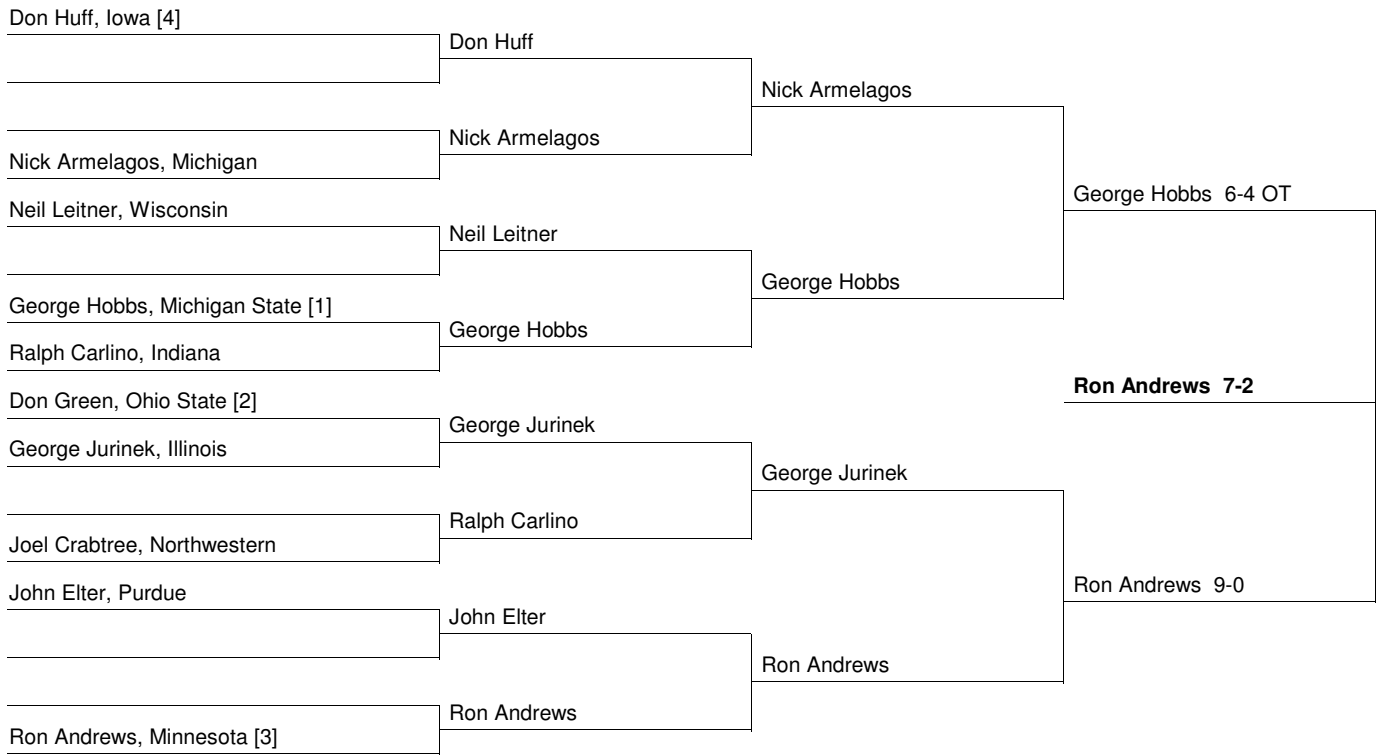 Don Huff, Iowa [4]
Don Huff
Nick Armelagos
Nick Armelagos
Nick Armelagos, Michigan
George Hobbs  6-4 OT
Neil Leitner, Wisconsin
Neil Leitner
George Hobbs
George Hobbs, Michigan State [1]
George Hobbs
Ralph Carlino, Indiana
Ron Andrews  7-2
Don Green, Ohio State [2]
George Jurinek
George Jurinek, Illinois
George Jurinek
Ralph Carlino
Joel Crabtree, Northwestern
Ron Andrews  9-0
John Elter, Purdue
John Elter
Ron Andrews
Ron Andrews
Ron Andrews, Minnesota [3]